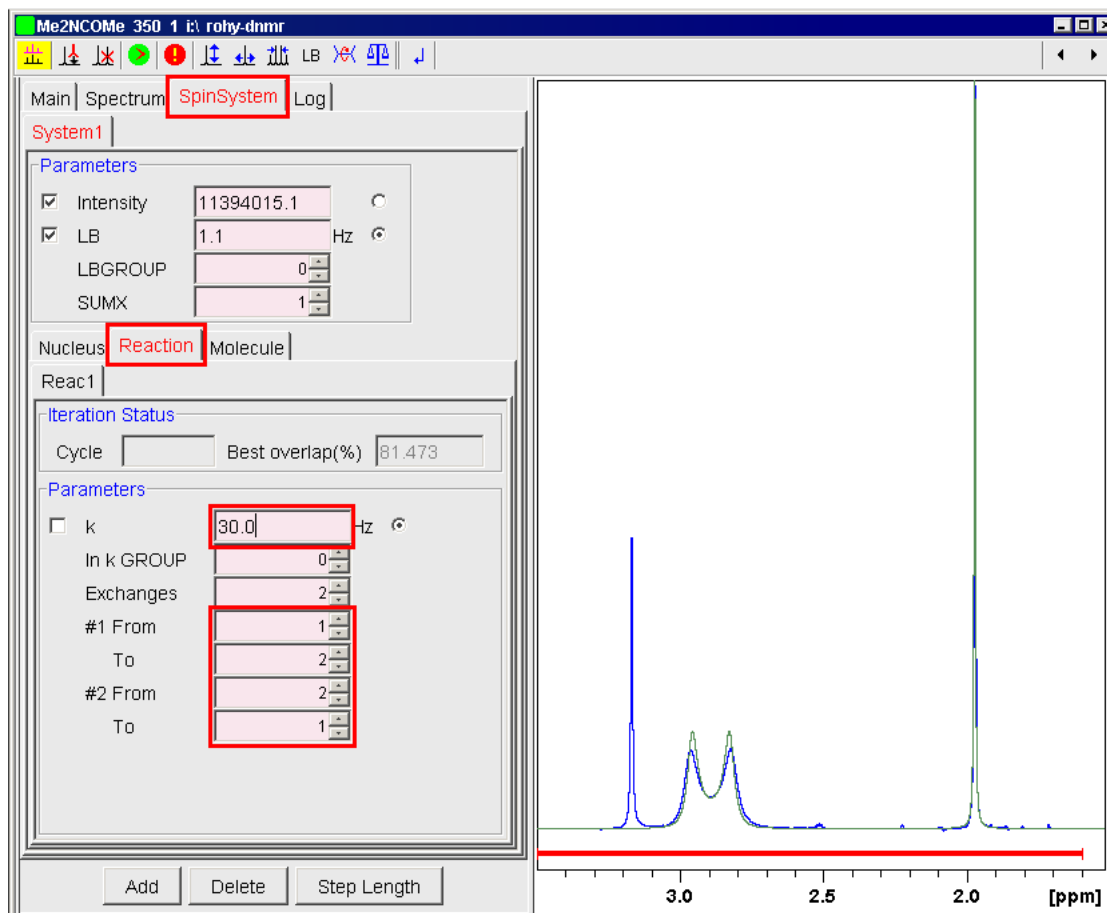 Me2NCOMe 350 1 i:\ rohy-dnmr
LB
Main Spectrum SpinSystem Log
System1
Parameters
Intensity 11394015.1
LB 1.1 Hz
LBGROUP 0
SUMX 1
Nucleus Reaction Molecule
Reac1
Iteration Status
Cycle Best overlap(%) 81.473
Parameters
k 30.0 Hz
In k GROUP 0
Exchanges 2
#1 From 1
To 2
#2 From 2
To 1
Add Delete Step Length
3.0 2.5 2.0 [ppm]